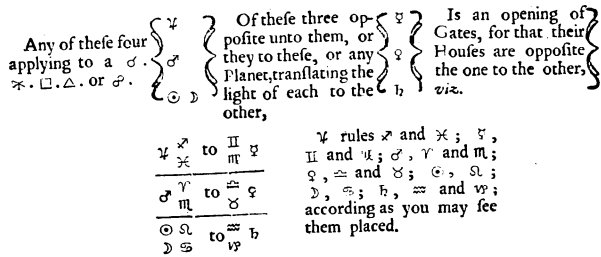 Any of theſe four
applying to a ☌ .
⚹ . □ . △ . or ☍ .
♃
♂
☉ ☽
Of theſe three op-
poſite unto them, or
they to theſe, or any
Planet,tranſlating the
light of each to the
other,
☿
♀
♄
Is an opening of
Gates, for that their
Houſes are oppoſite
the one to the other,
viz.
♃ ♐ to ♊ ☿
♓ ♍
♂ ♈ to ♎ ♀
♏ ♉
☉ ♌ to ♒ ♄
☽ ♋ ♑
♃ rules ♐ and ♓ ; ☿ ,
♊ and ♍ ; ♂ , ♈ and ♏ ;
♀ , ♎ and ♉ ; ☉ , ♌ ;
☽ , ♋ ; ♄ , ♒ and ♑ ;
according as you may ſee
them placed.